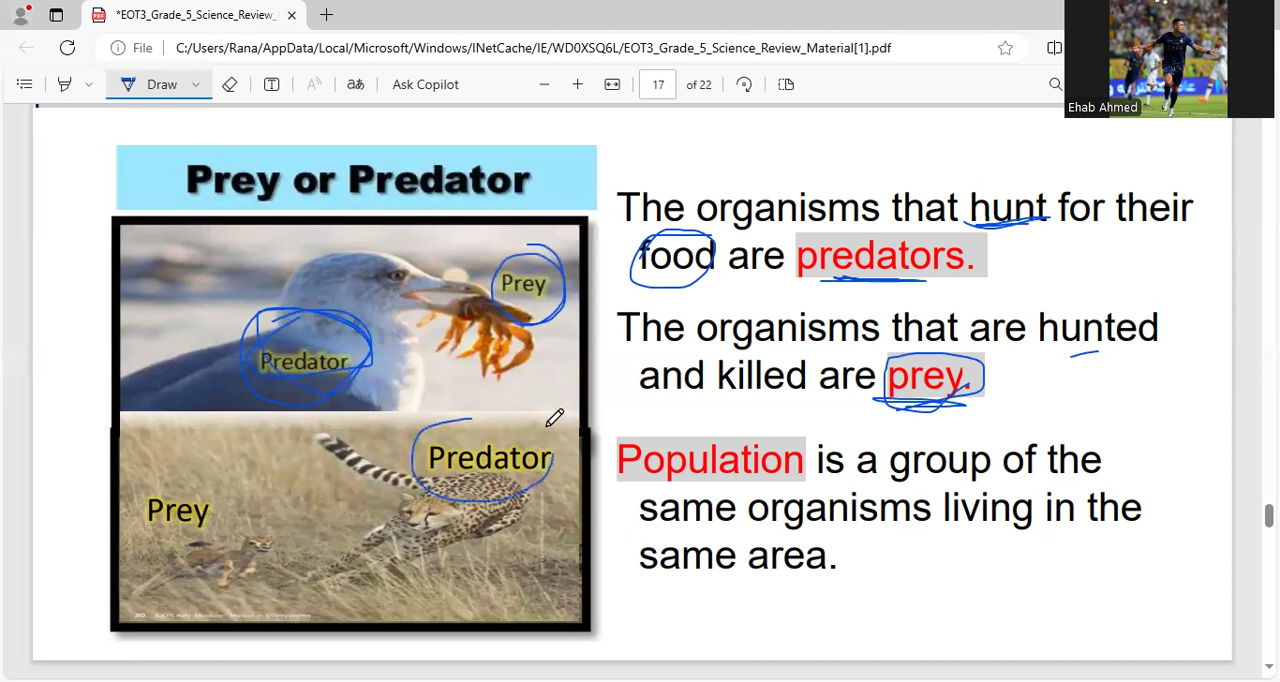 *EOT3_Grade_5_Science_Review_
File
C:/Users/Rana/AppData/Local/Microsoft/Windows/INetCache/IE/WD0XSQ6L/EOT3_Grade_5_Science_Review_Material[1].pdf
Draw
Ask Copilot
17
of 22
Ehab Ahmed
Prey or Predator
Prey
Predator
Predator
Prey
The organisms that hunt for their
food are predators.
The organisms that are hunted
and killed are prey.
Population is a group of the
same organisms living in the
same area.